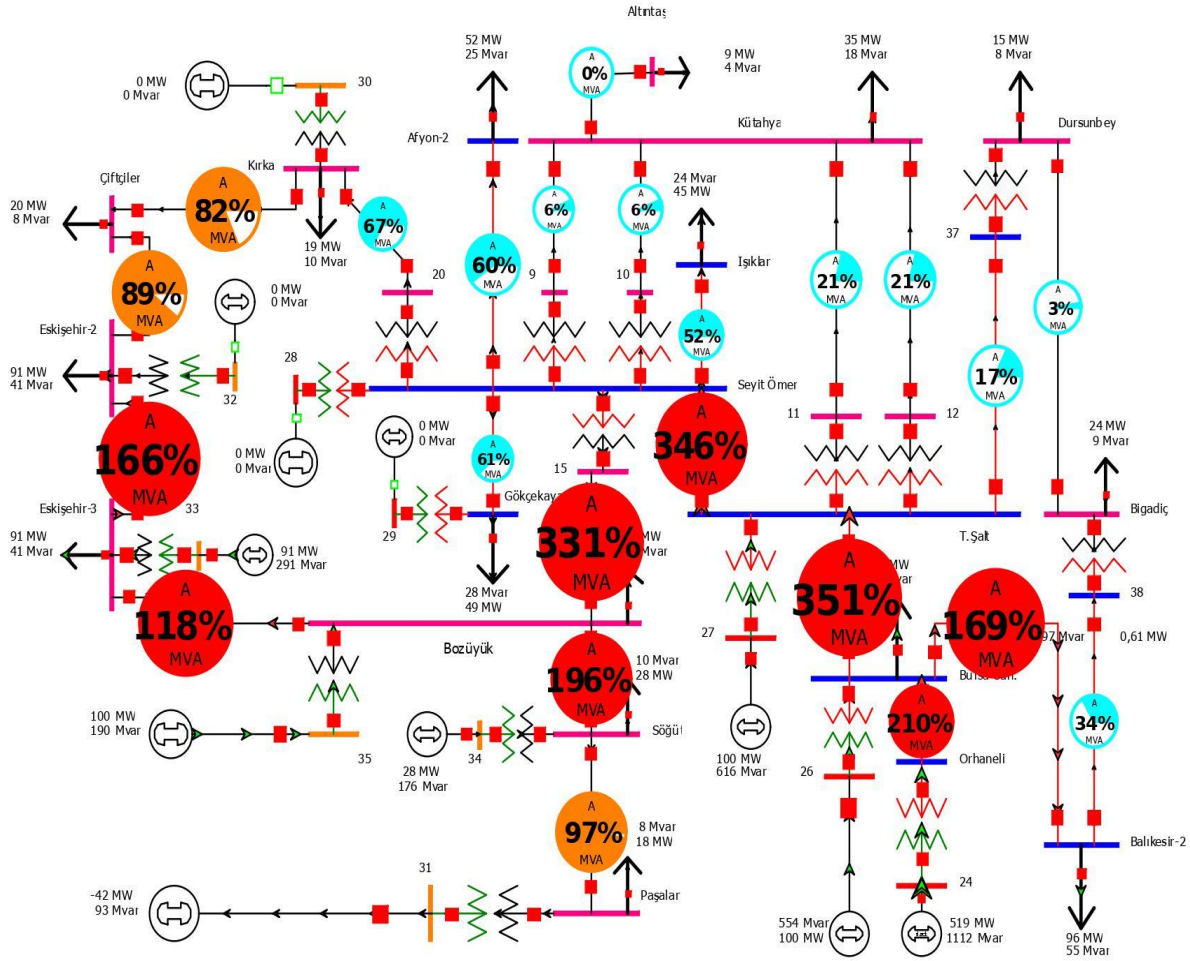 Altıntaş
52 MW
25 Mvar
A
0%
MVA
9 MW
4 Mvar
35 MW
18 Mvar
15 MW
8 Mvar
0 MW
0 Mvar
30
Afyon-2
Kütahya
Dursunbey
Kırka
Çiftçiler
20 MW
8 Mvar
A
82%
MVA
19 MW
10 Mvar
A
67%
MVA
A
6%
MVA
A
6%
MVA
24 Mvar
45 MW
37
A
89%
MVA
0 MW
0 Mvar
20
A
60%
MVA
9
10
Işıklar
A
21%
MVA
A
21%
MVA
A
3%
MVA
Eskişehir-2
91 MW
41 Mvar
32
28
A
52%
MVA
A
17%
MVA
Seyit Ömer
11
12
A
166%
MVA
0 MW
0 Mvar
0 MW
0 Mvar
A
61%
MVA
15
A
346%
MVA
24 MW
9 Mvar
Eskişehir-3
33
Gökçekaya
Bigadiç
29
A
331%
MVA
T.Şalt
91 MW
41 Mvar
91 MW
291 Mvar
28 Mvar
49 MW
A
118%
MVA
A
351%
MVA
A
169%
MVA
38
27
97 Mvar
0,61 MW
Bozüyük
A
196%
MVA
10 Mvar
28 MW
100 MW
190 Mvar
35
34
28 MW
176 Mvar
Söğüt
A
210%
MVA
A
34%
MVA
100 MW
616 Mvar
26
Orhaneli
A
97%
MVA
8 Mvar
18 MW
Balıkesir-2
31
24
-42 MW
93 Mvar
Paşalar
554 Mvar
100 MW
519 MW
1112 Mvar
96 MW
55 Mvar